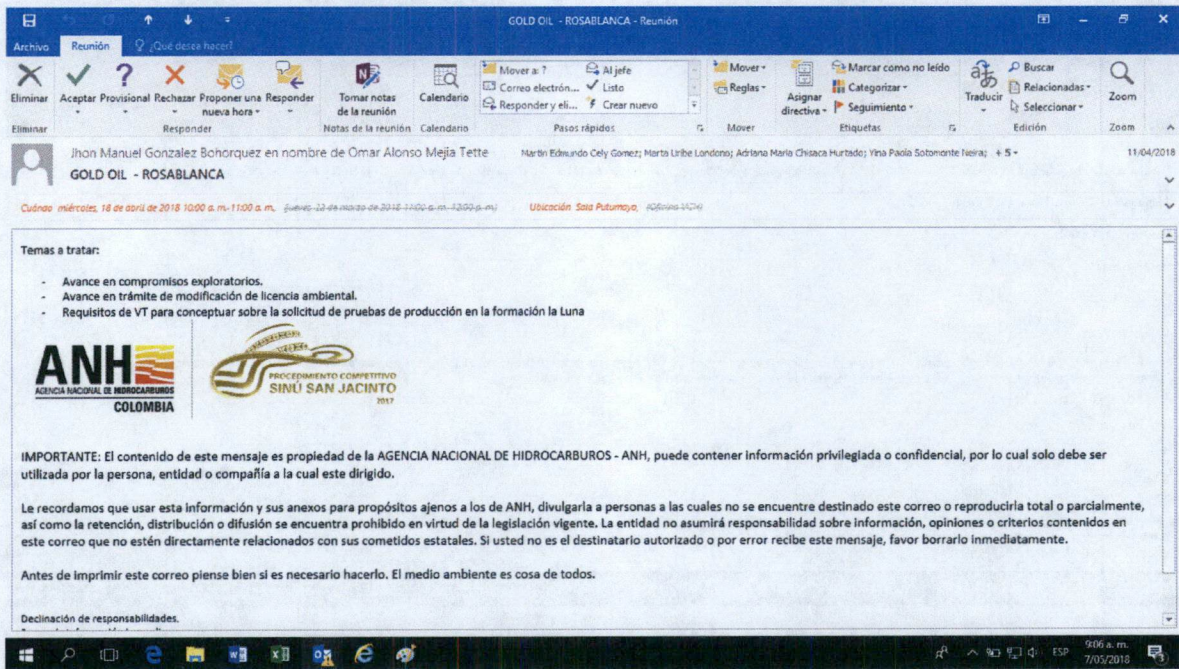 GOLD OIL - ROSABLANCA - Reunión
Archivo Reunión ¿Qué desea hacer?
Eliminar Aceptar Provisional Rechazar Proponer una nueva hora Responder
Tomar notas de la reunión
Calendario
Mover a: ? Al jefe
Correo electrón... Listo
Responder y eli... Crear nuevo
Mover
Reglas
Asignar directiva
Marcar como no leído
Categorizar
Seguimiento
Traducir
Buscar
Relacionadas
Seleccionar
Zoom
Eliminar Responder Notas de la reunión Calendario Pasos rápidos Mover Etiquetas Edición Zoom
Jhon Manuel Gonzalez Bohorquez en nombre de Omar Alonso Mejia Tette Martin Edmundo Cely Gomez; Marta Uribe Londono; Adriana Maria Chisaca Hurtado; Yina Paola Sotomonte Neira; + 5 11/04/2018
GOLD OIL - ROSABLANCA
Cuándo miércoles, 18 de abril de 2018 10:00 a. m.-11:00 a. m. Ubicación Sala Putumayo,
Temas a tratar:
- Avance en compromisos exploratorios.
- Avance en trámite de modificación de licencia ambiental.
- Requisitos de VT para conceptuar sobre la solicitud de pruebas de producción en la formación la Luna
ANH
AGENCIA NACIONAL DE HIDROCARBUROS
COLOMBIA
PROCEDIMIENTO COMPETITIVO
SINÚ SAN JACINTO
2017
IMPORTANTE: El contenido de este mensaje es propiedad de la AGENCIA NACIONAL DE HIDROCARBUROS - ANH, puede contener información privilegiada o confidencial, por lo cual solo debe ser
utilizada por la persona, entidad o compañía a la cual este dirigido.
Le recordamos que usar esta información y sus anexos para propósitos ajenos a los de ANH, divulgarla a personas a las cuales no se encuentre destinado este correo o reproducirla total o parcialmente,
así como la retención, distribución o difusión se encuentra prohibido en virtud de la legislación vigente. La entidad no asumirá responsabilidad sobre información, opiniones o criterios contenidos en
este correo que no estén directamente relacionados con sus cometidos estatales. Si usted no es el destinatario autorizado o por error recibe este mensaje, favor borrarlo inmediatamente.
Antes de imprimir este correo piense bien si es necesario hacerlo. El medio ambiente es cosa de todos.
Declinación de responsabilidades.
ESP
9:06 a. m.
7/05/2018